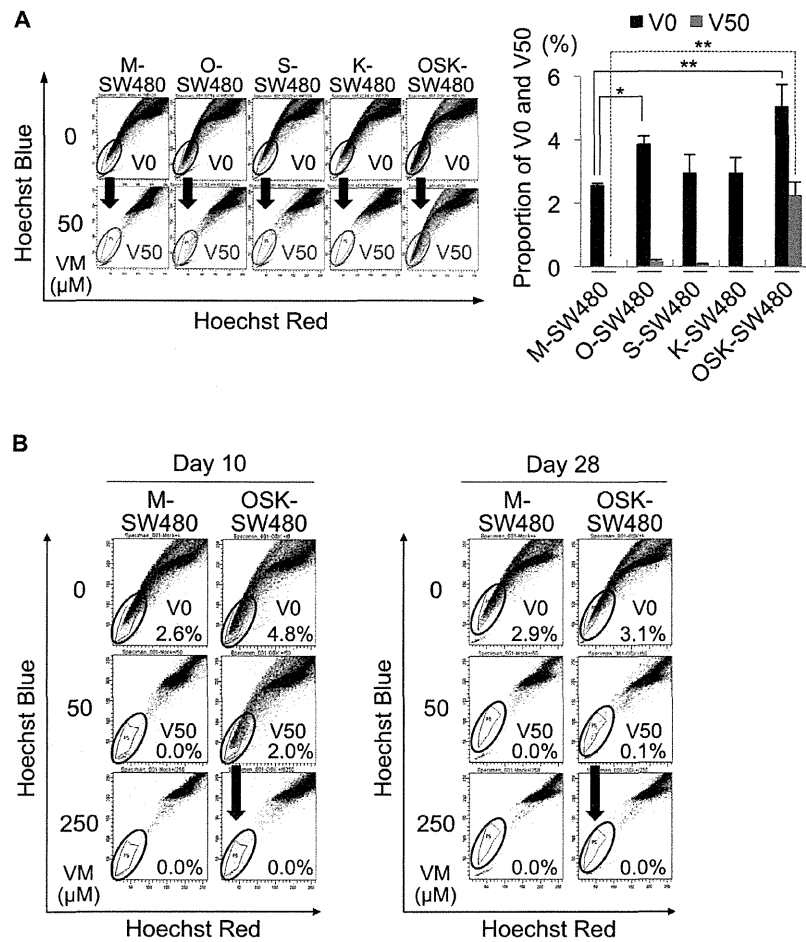 A
M-
SW480
O-
SW480
S-
SW480
K-
SW480
OSK-
SW480
Hoechst Blue
0
V0
V0
V0
V0
V0
50
V50
V50
V50
V50
V50
VM
(μM)
Hoechst Red
V0
V50
Proportion of V0 and V50 (%)
**
**
*
6
4
2
0
M-SW480
O-SW480
S-SW480
K-SW480
OSK-SW480
B
Day 10
M-
SW480
OSK-
SW480
Hoechst Blue
0
V0
2.6%
V0
4.8%
50
V50
0.0%
V50
2.0%
250
0.0%
0.0%
VM
(μM)
Hoechst Red
Day 28
M-
SW480
OSK-
SW480
Hoechst Blue
0
V0
2.9%
V0
3.1%
50
V50
0.0%
V50
0.1%
250
0.0%
0.0%
VM
(μM)
Hoechst Red